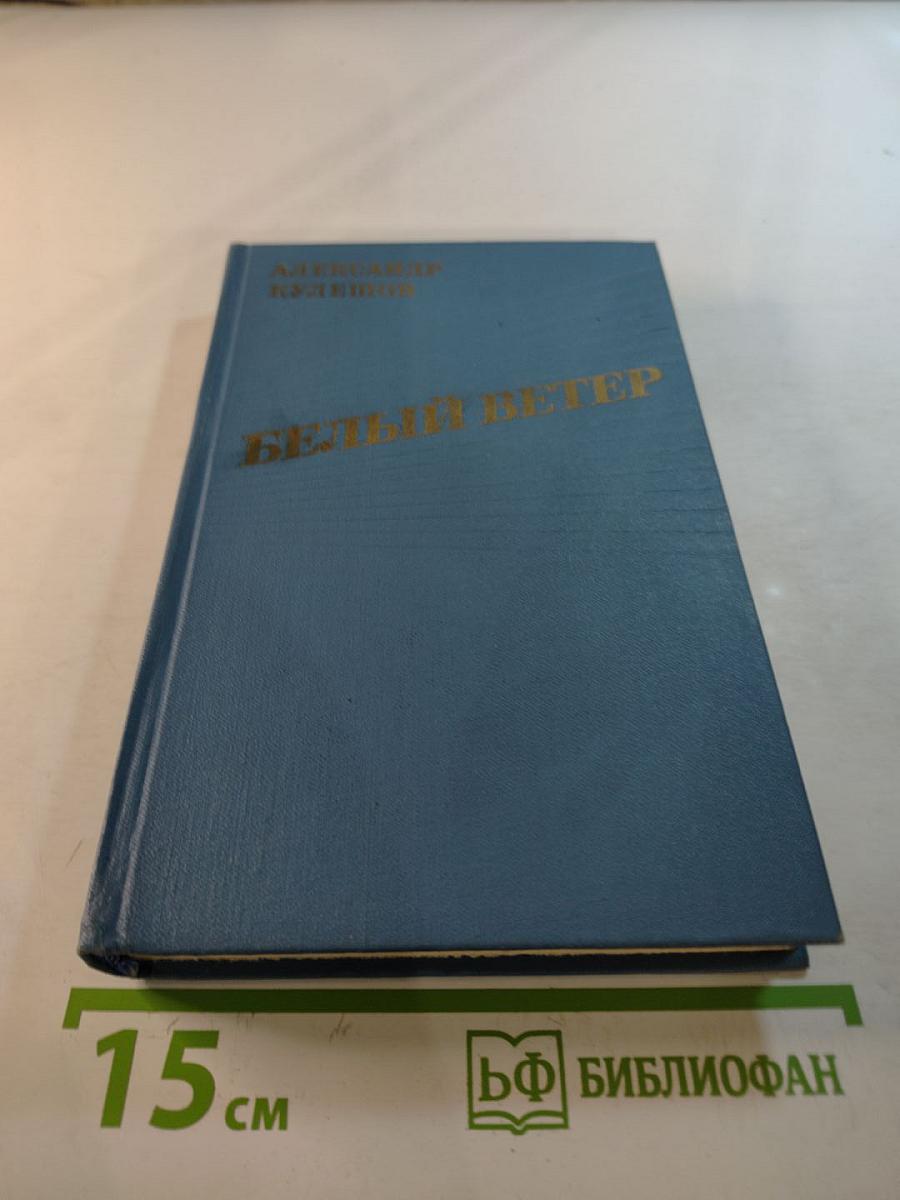 АЛЕКСАНДР
КУЛЕШОВ
БЕЛЫЙ ВЕТЕР
15 см
ЬФ БИБЛИОФАН